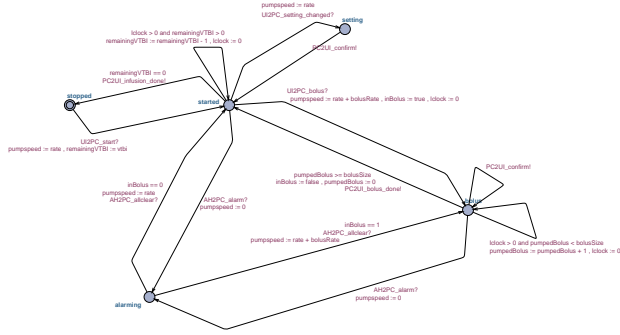 pumpspeed := rate
UI2PC_setting_changed?
setting
PC2UI_confirm!
lclock > 0 and remainingVTBI > 0
remainingVTBI := remainingVTBI - 1 , lclock := 0
remainingVTBI == 0
PC2UI_infusion_done!
stopped
started
UI2PC_bolus?
pumpspeed := rate + bolusRate , inBolus := true , lclock := 0
UI2PC_start?
pumpspeed := rate , remainingVTBI := vtbi
PC2UI_confirm!
pumpedBolus >= bolusSize
inBolus := false , pumpedBolus := 0
PC2UI_bolus_done!
inBolus == 0
pumpspeed := rate
AH2PC_allclear?
AH2PC_alarm?
pumpspeed := 0
bolus
inBolus == 1
AH2PC_allclear?
pumpspeed := rate + bolusRate
lclock > 0 and pumpedBolus < bolusSize
pumpedBolus := pumpedBolus + 1 , lclock := 0
AH2PC_alarm?
pumpspeed := 0
alarming